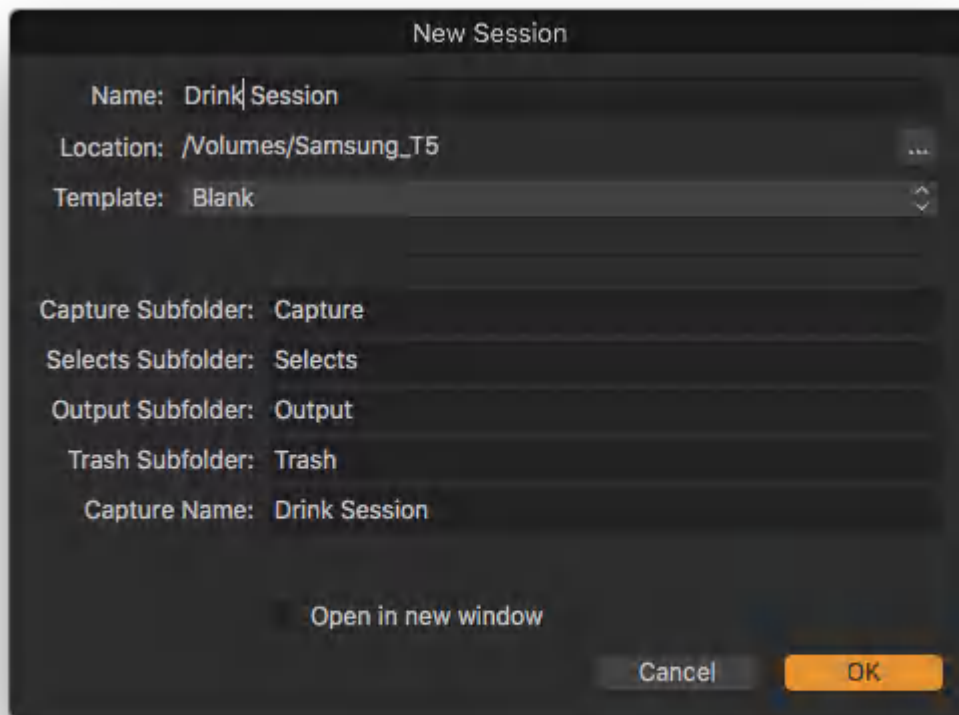 New Session
Name: Drink Session
Location: /Volumes/Samsung_T5 ...
Template: Blank
Capture Subfolder: Capture
Selects Subfolder: Selects
Output Subfolder: Output
Trash Subfolder: Trash
Capture Name: Drink Session
Open in new window
Cancel OK